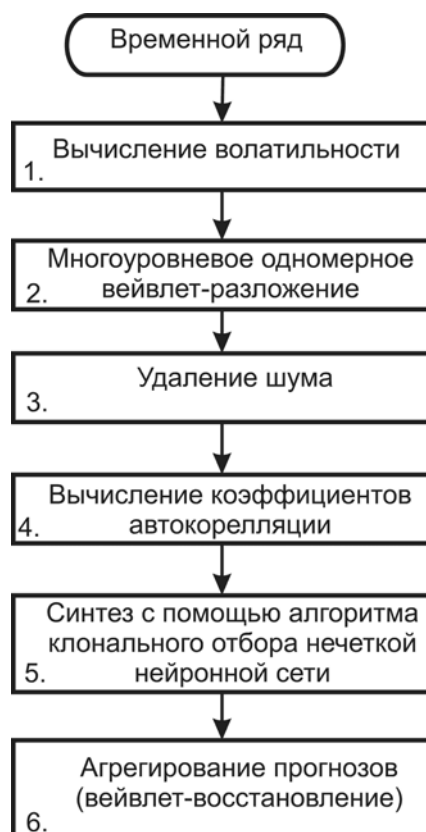 Временной ряд
Вычисление волатильности
1.
Многоуровневое одномерное
2. вейвлет-разложение
Удаление шума
3.
Вычисление коэффициентов
4. автокорелляции
Синтез с помощью алгоритма
клонального отбора нечеткой
5. нейронной сети
Агрегирование прогнозов
(вейвлет-восстановление)
6.